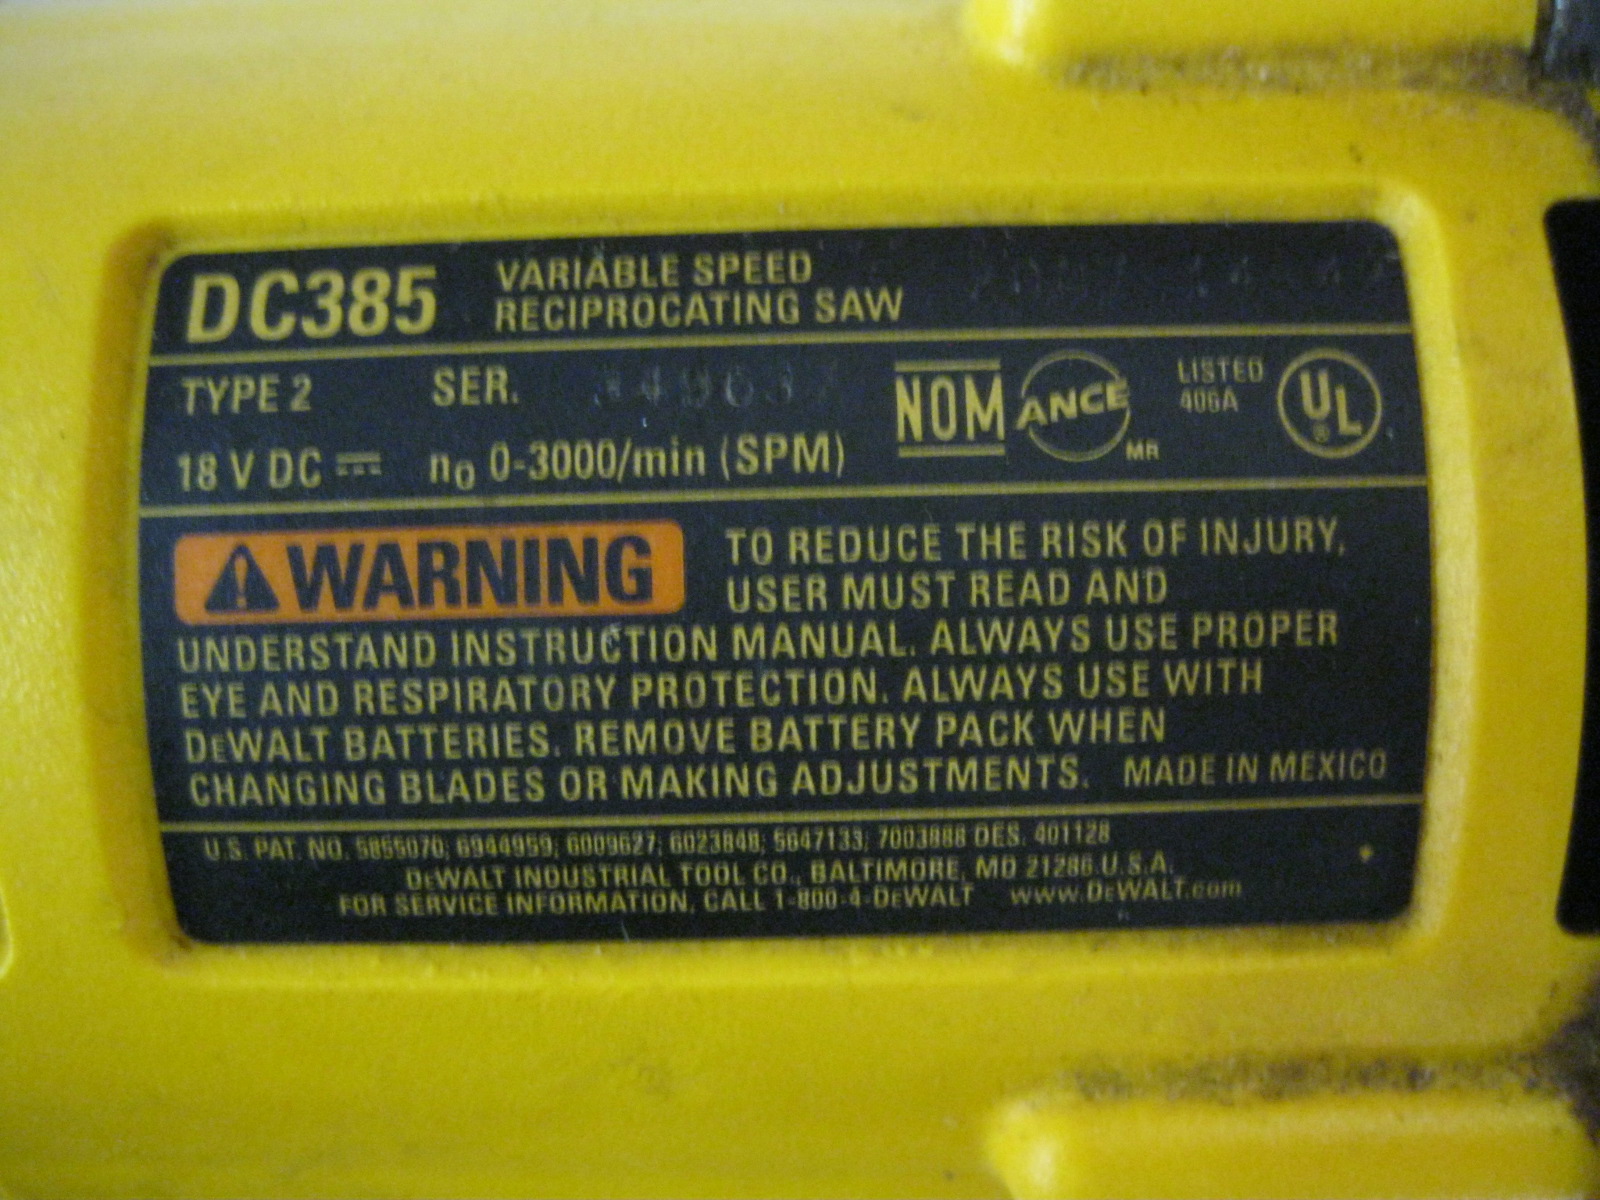 DC385 VARIABLE SPEED
RECIPROCATING SAW
TYPE 2 SER. 349637
NOM ANCE MR LISTED 406A UL ®
18 V DC n₀ 0-3000/min (SPM)
WARNING TO REDUCE THE RISK OF INJURY,
USER MUST READ AND
UNDERSTAND INSTRUCTION MANUAL. ALWAYS USE PROPER
EYE AND RESPIRATORY PROTECTION. ALWAYS USE WITH
DEWALT BATTERIES. REMOVE BATTERY PACK WHEN
CHANGING BLADES OR MAKING ADJUSTMENTS. MADE IN MEXICO
U.S. PAT. NO. 5855070; 6944959; 6009627; 6023848; 5647133; 7003888 DES. 401128
DEWALT INDUSTRIAL TOOL CO., BALTIMORE, MD 21286 U.S.A.
FOR SERVICE INFORMATION, CALL 1-800-4-DEWALT www.DEWALT.com